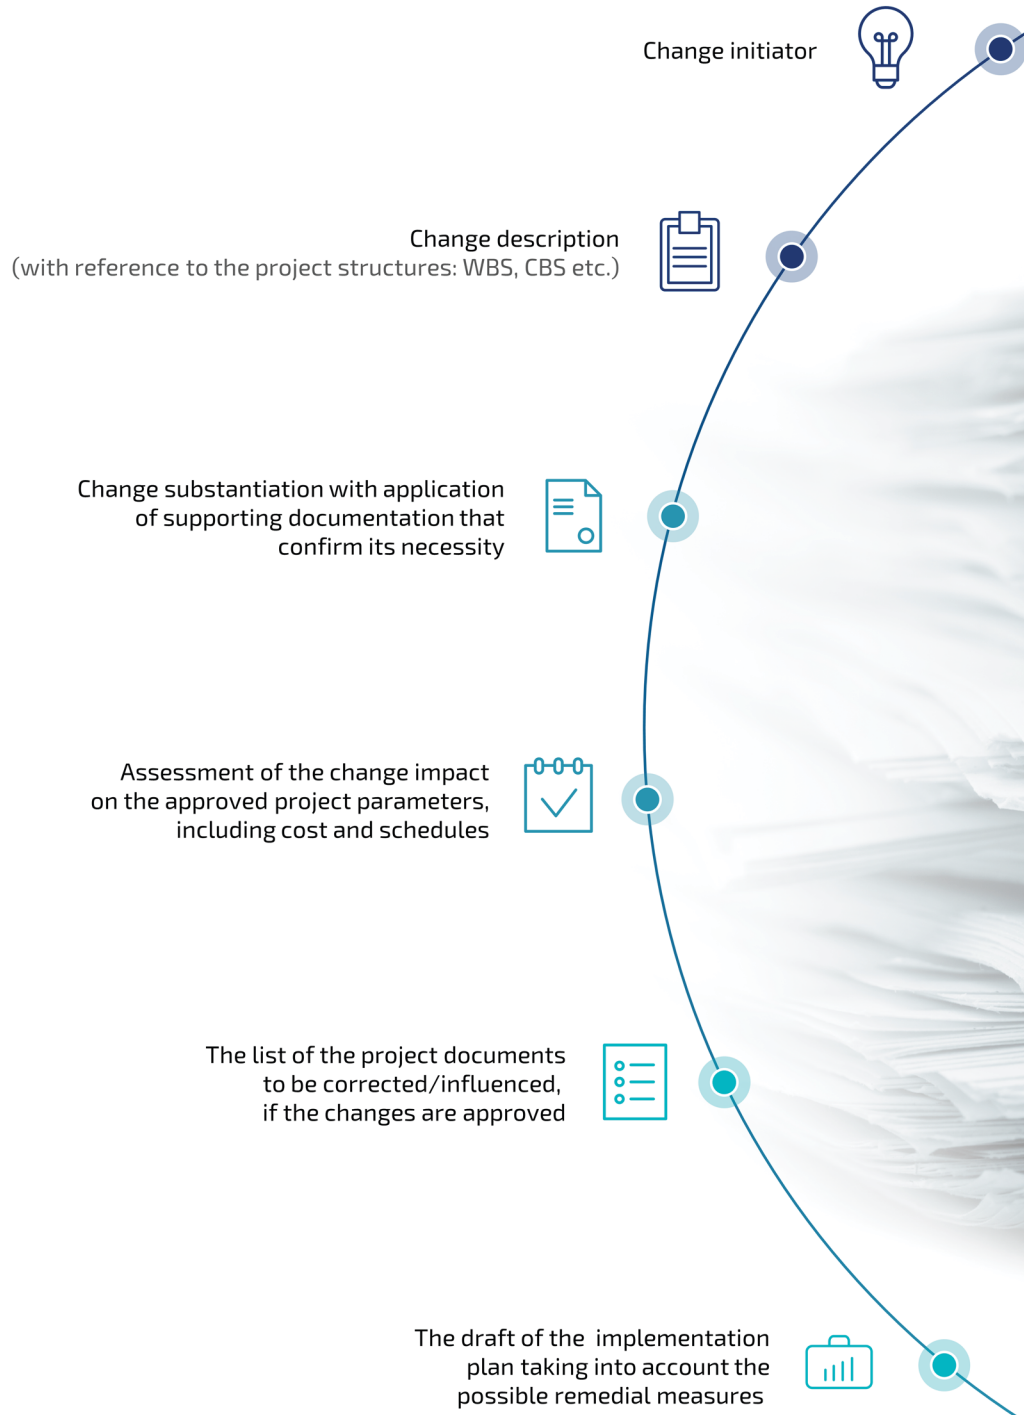 Change initiator
Change description
(with reference to the project structures: WBS, CBS etc.)
Change substantiation with application
of supporting documentation that
confirm its necessity
Assessment of the change impact
on the approved project parameters,
including cost and schedules
The list of the project documents
to be corrected/influenced,
if the changes are approved
The draft of the implementation
plan taking into account the
possible remedial measures